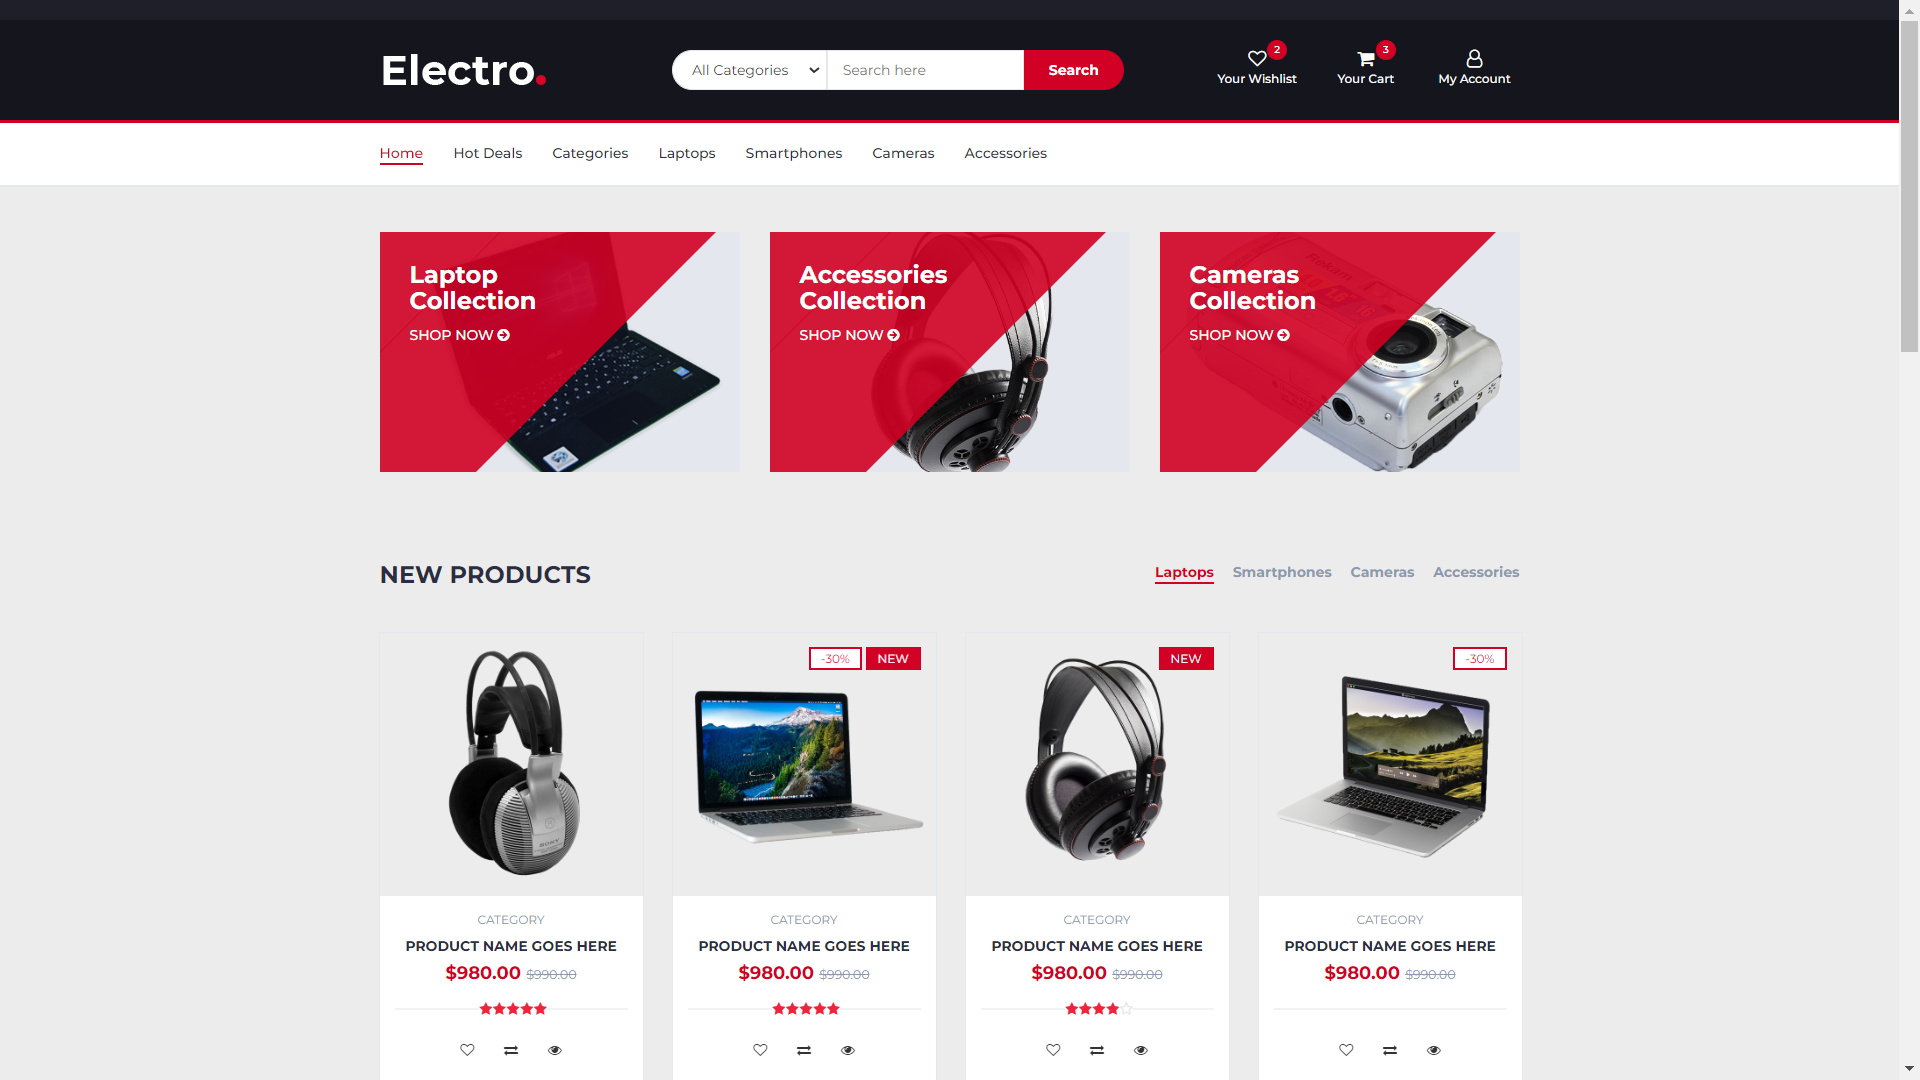 Electro.
All Categories
Search here
Search
2
Your Wishlist
3
Your Cart
My Account
Home
Hot Deals
Categories
Laptops
Smartphones
Cameras
Accessories
Laptop
Collection
SHOP NOW
Accessories
Collection
SHOP NOW
Cameras
Collection
SHOP NOW
NEW PRODUCTS
Laptops
Smartphones
Cameras
Accessories
-30%
NEW
NEW
-30%
SONY
CATEGORY
PRODUCT NAME GOES HERE
$980.00 $990.00
CATEGORY
PRODUCT NAME GOES HERE
$980.00 $990.00
CATEGORY
PRODUCT NAME GOES HERE
$980.00 $990.00
CATEGORY
PRODUCT NAME GOES HERE
$980.00 $990.00